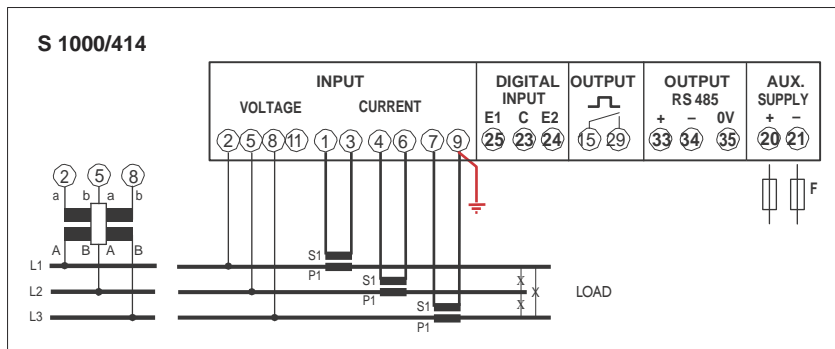 S 1000/414
INPUT DIGITAL OUTPUT OUTPUT AUX.
VOLTAGE CURRENT INPUT RS 485 SUPPLY
E1 C E2 + – 0V + –
2 5 8 11 1 3 4 6 7 9 25 23 24 15 29 33 34 35 20 21
2 5 8
a b a b
F
A B A B
S1
L1
P1
S1
L2 X X LOAD
P1
S1 X
L3
P1